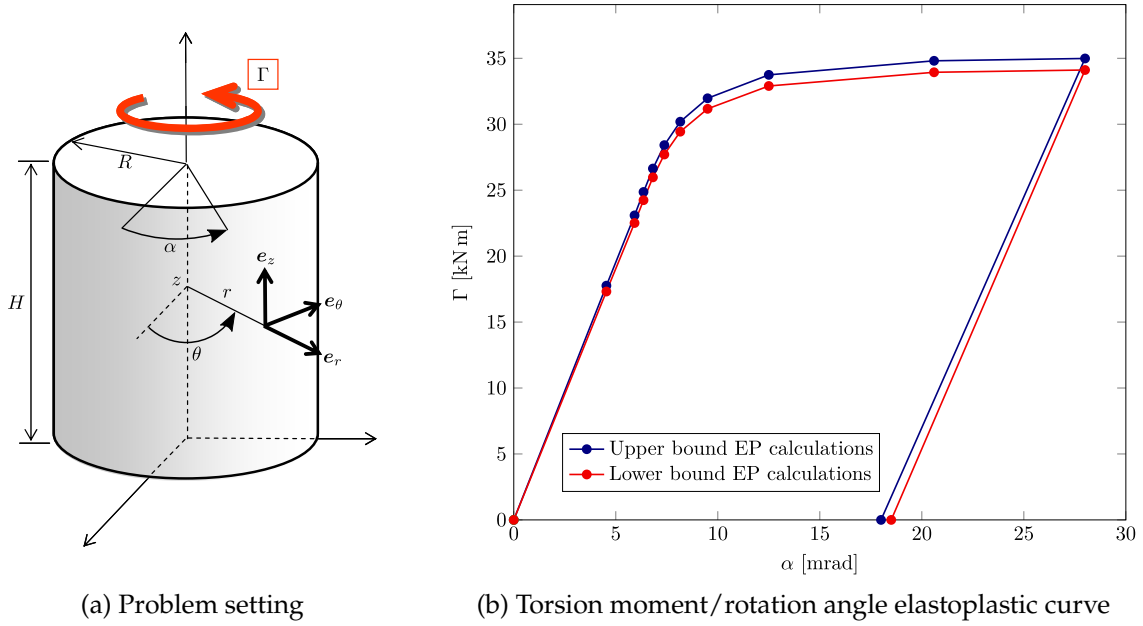 Γ
R
α
H
z
r
e_z
e_θ
e_r
θ
(a) Problem setting
35
30
25
20
15
10
5
0
Γ [kN m]
Upper bound EP calculations
Lower bound EP calculations
0 5 10 15 20 25 30
α [mrad]
(b) Torsion moment/rotation angle elastoplastic curve